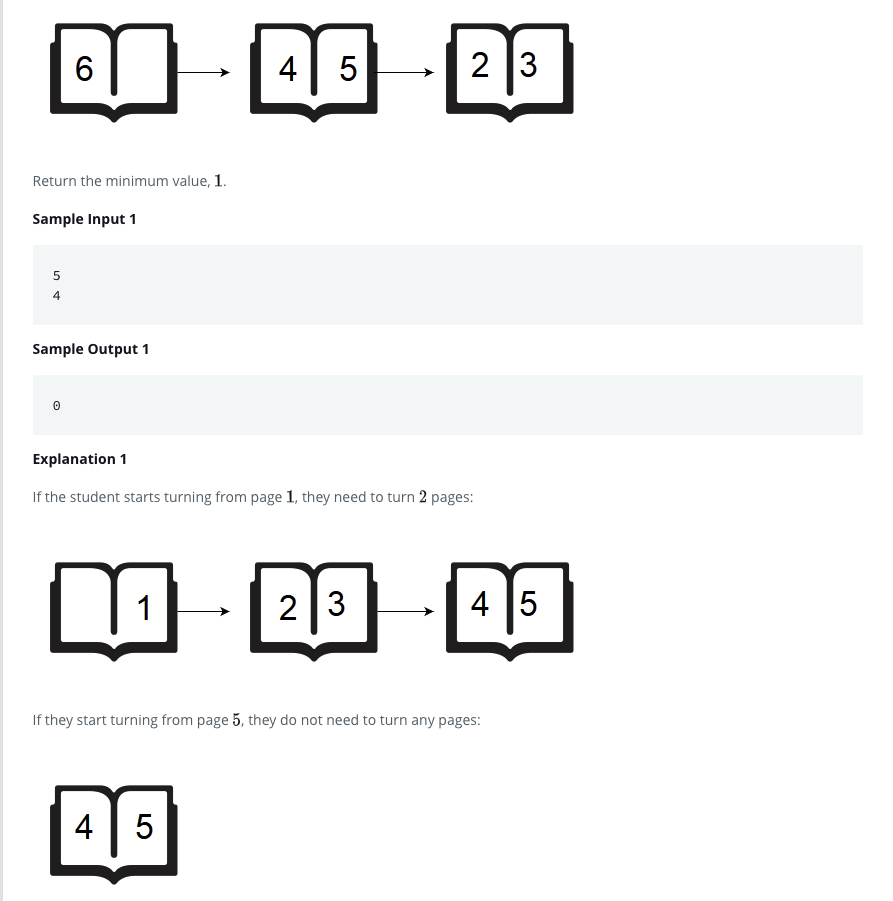 6 4 5 2 3
Return the minimum value, 1.
Sample Input 1
5
4
Sample Output 1
0
Explanation 1
If the student starts turning from page 1, they need to turn 2 pages:
1 2 3 4 5
If they start turning from page 5, they do not need to turn any pages:
4 5